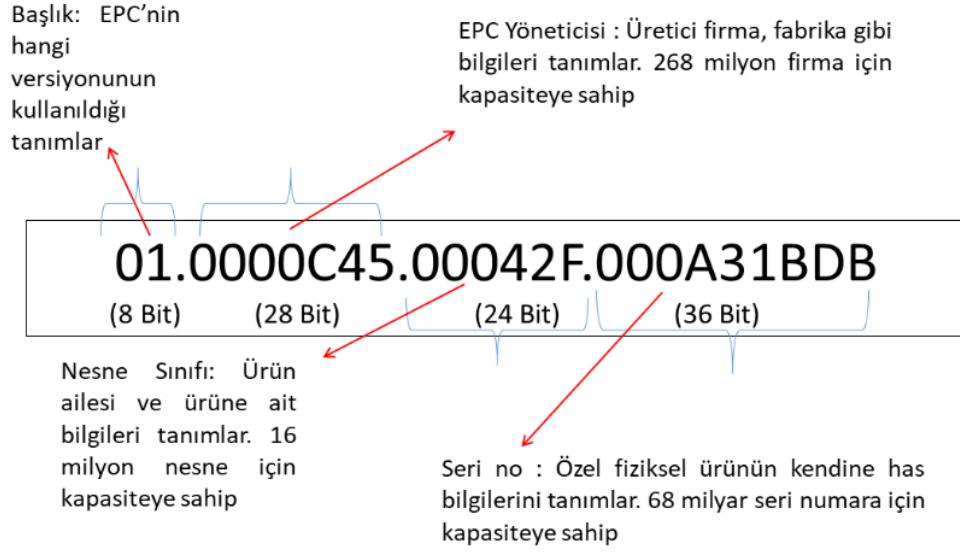 Başlık: EPC’nin
hangi
versiyonunun
kullanıldığı
tanımlar
EPC Yöneticisi : Üretici firma, fabrika gibi
bilgileri tanımlar. 268 milyon firma için
kapasiteye sahip
01.0000C45.00042F.000A31BDB
(8 Bit) (28 Bit) (24 Bit) (36 Bit)
Nesne Sınıfı: Ürün
ailesi ve ürüne ait
bilgileri tanımlar. 16
milyon nesne için
kapasiteye sahip
Seri no : Özel fiziksel ürünün kendine has
bilgilerini tanımlar. 68 milyar seri numara için
kapasiteye sahip